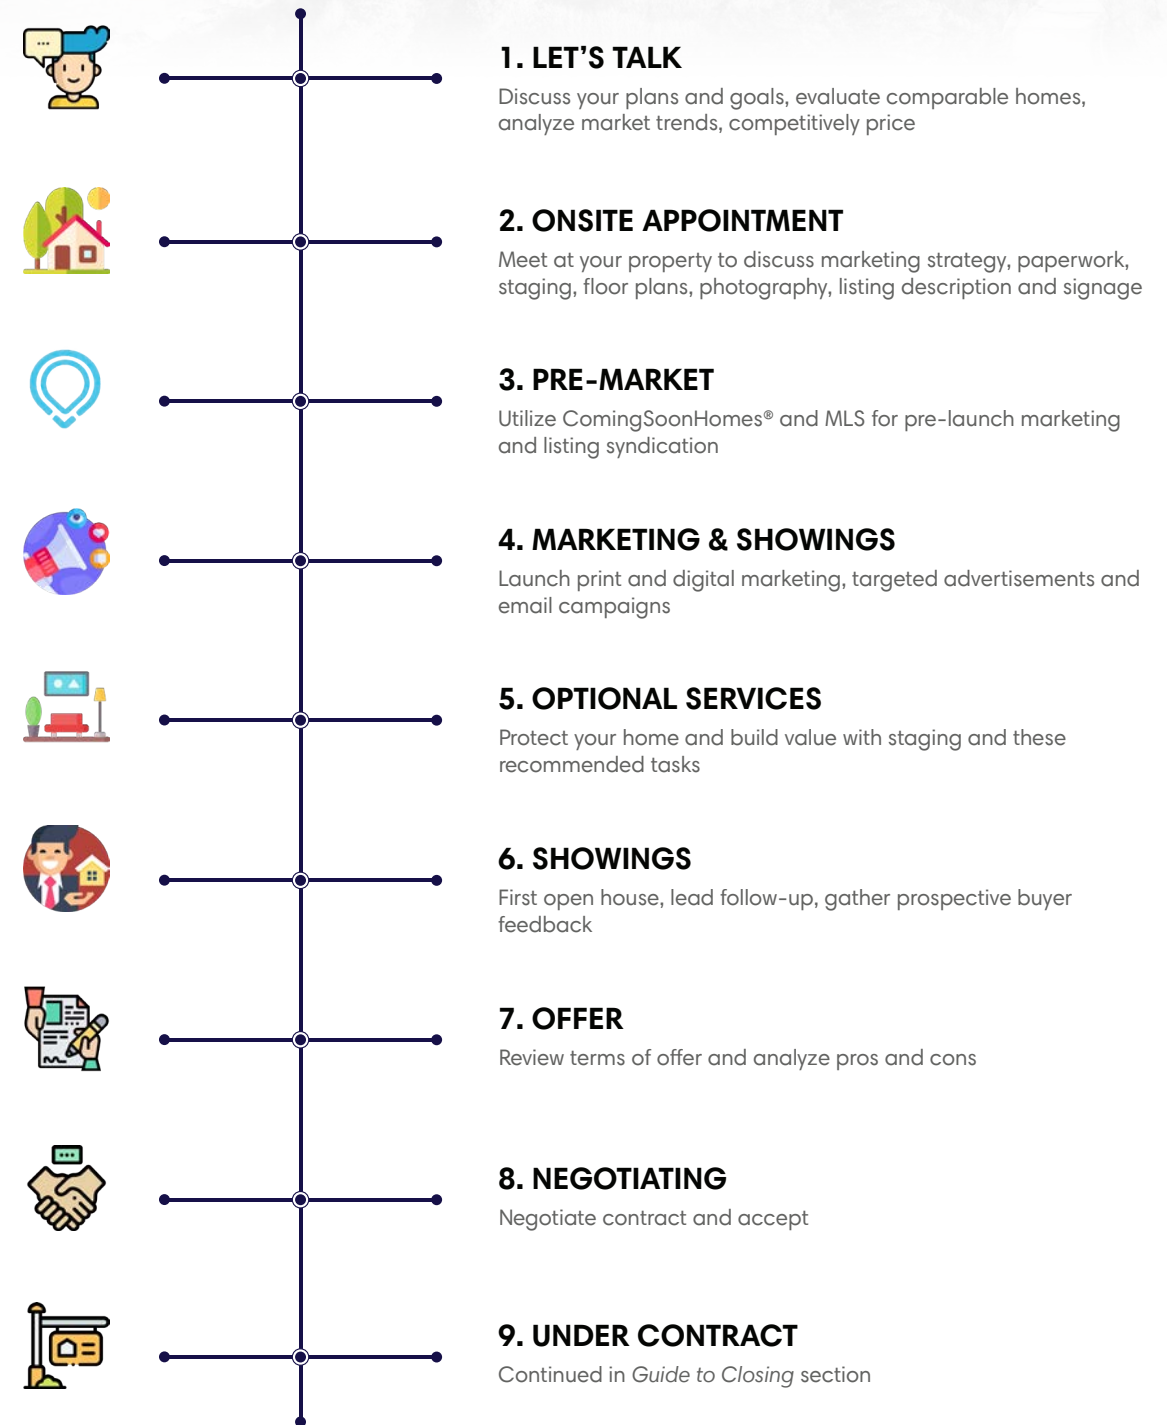 1. LET’S TALK
Discuss your plans and goals, evaluate comparable homes,
analyze market trends, competitively price
2. ONSITE APPOINTMENT
Meet at your property to discuss marketing strategy, paperwork,
staging, floor plans, photography, listing description and signage
3. PRE-MARKET
Utilize ComingSoonHomes® and MLS for pre-launch marketing
and listing syndication
4. MARKETING & SHOWINGS
Launch print and digital marketing, targeted advertisements and
email campaigns
5. OPTIONAL SERVICES
Protect your home and build value with staging and these
recommended tasks
6. SHOWINGS
First open house, lead follow-up, gather prospective buyer
feedback
7. OFFER
Review terms of offer and analyze pros and cons
8. NEGOTIATING
Negotiate contract and accept
9. UNDER CONTRACT
Continued in Guide to Closing section